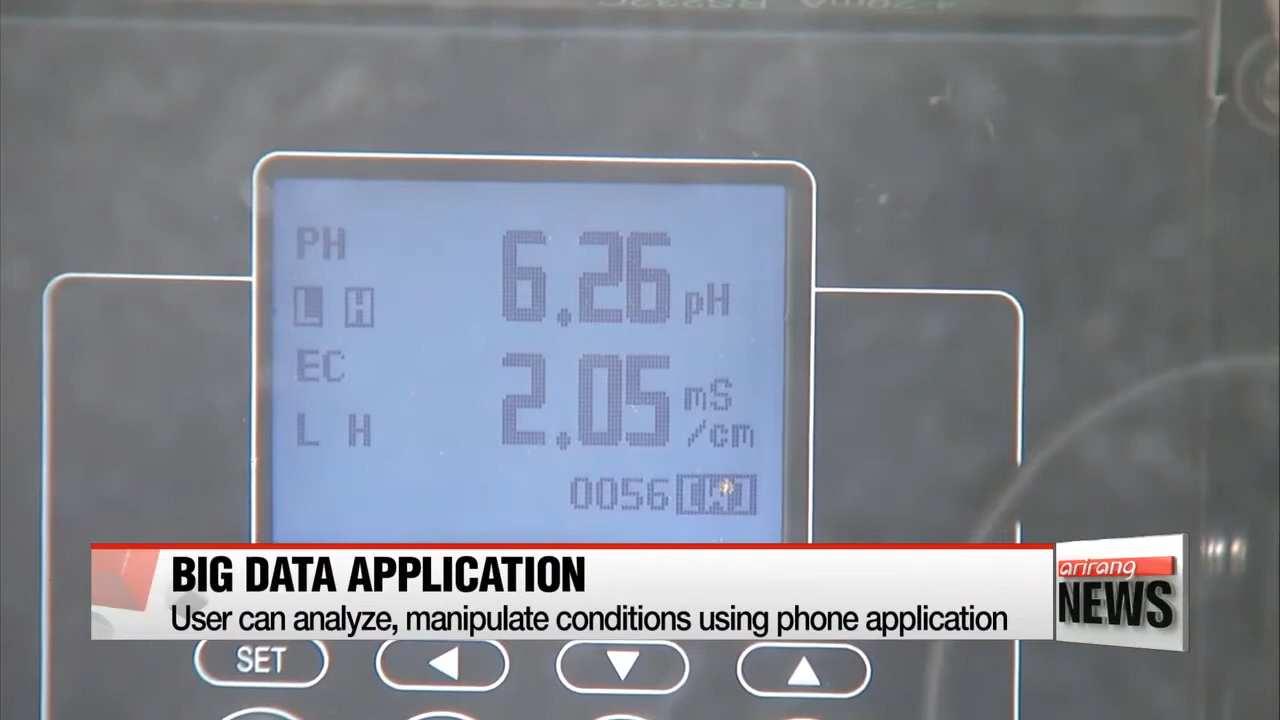 PH 6.26 pH
L H
EC 2.05 mS
L H /cm
0056
BIG DATA APPLICATION
User can analyze, manipulate conditions using phone application
arirang
NEWS
SET